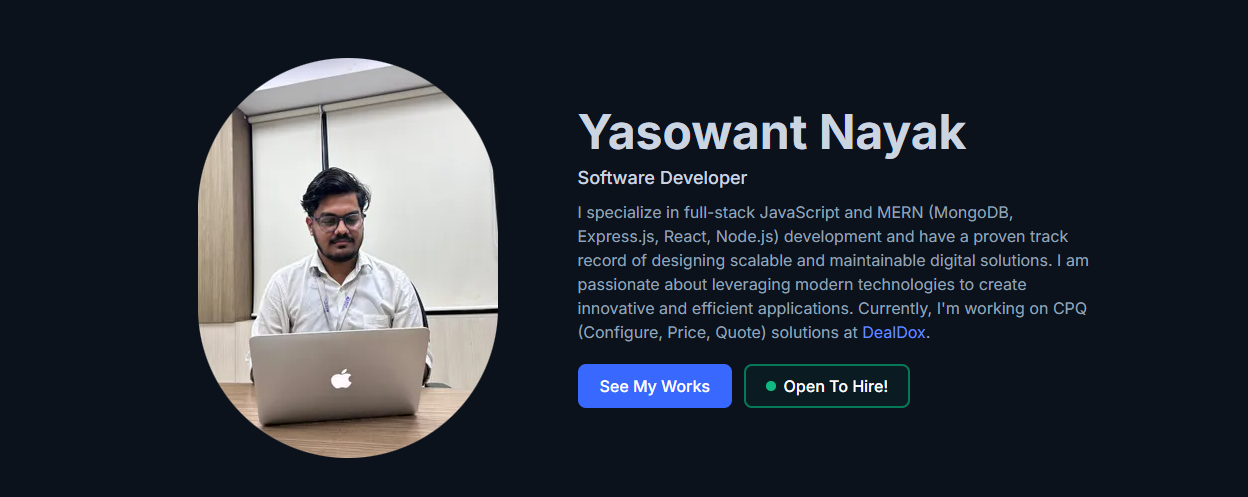 Yasowant Nayak
Software Developer
I specialize in full-stack JavaScript and MERN (MongoDB,
Express.js, React, Node.js) development and have a proven track
record of designing scalable and maintainable digital solutions. I am
passionate about leveraging modern technologies to create
innovative and efficient applications. Currently, I'm working on CPQ
(Configure, Price, Quote) solutions at DealDox.
See My Works
Open To Hire!